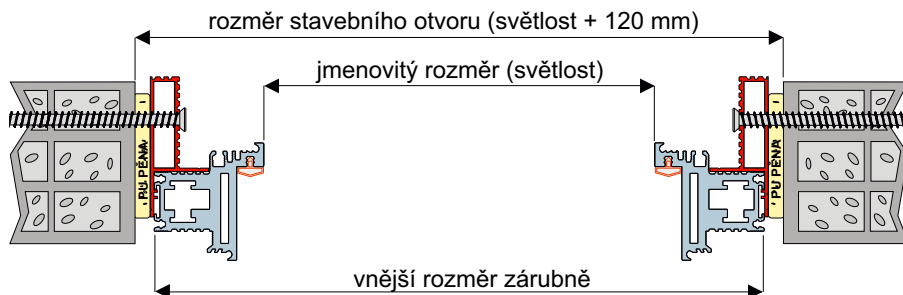 rozměr stavebního otvoru (světlost + 120 mm)
jmenovitý rozměr (světlost)
PU PĚNA
PU PĚNA
vnější rozměr zárubně